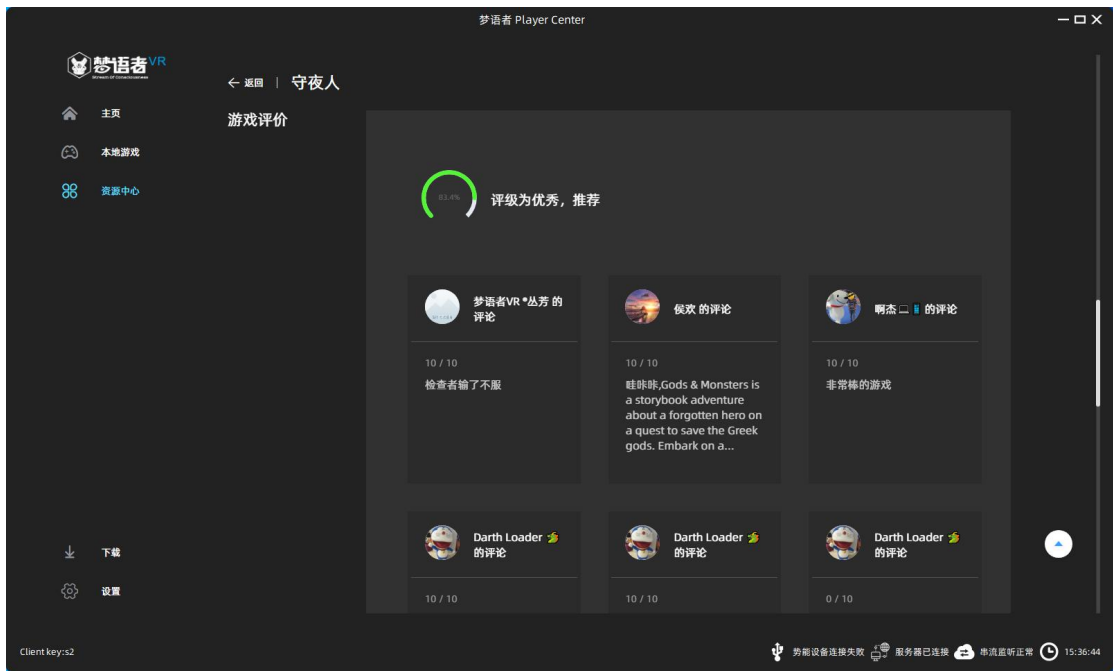 梦语者 Player Center
梦语者VR
Stream of Consciousness
← 返回 | 守夜人
主页
本地游戏
资源中心
游戏评价
83.4%
评级为优秀，推荐
梦语者VR *丛芳 的
评论
10 / 10
检查者输了不服
侯欢 的评论
10 / 10
哇咔咔,Gods & Monsters is
a storybook adventure
about a forgotten hero on
a quest to save the Greek
gods. Embark on a...
啊杰💻📱 的评论
10 / 10
非常棒的游戏
Darth Loader 🐲
的评论
10 / 10
Darth Loader 🐲
的评论
10 / 10
Darth Loader 🐲
的评论
0 / 10
下载
设置
Client key:s2
势能设备连接失败
服务器已连接
串流监听正常
15:36:44